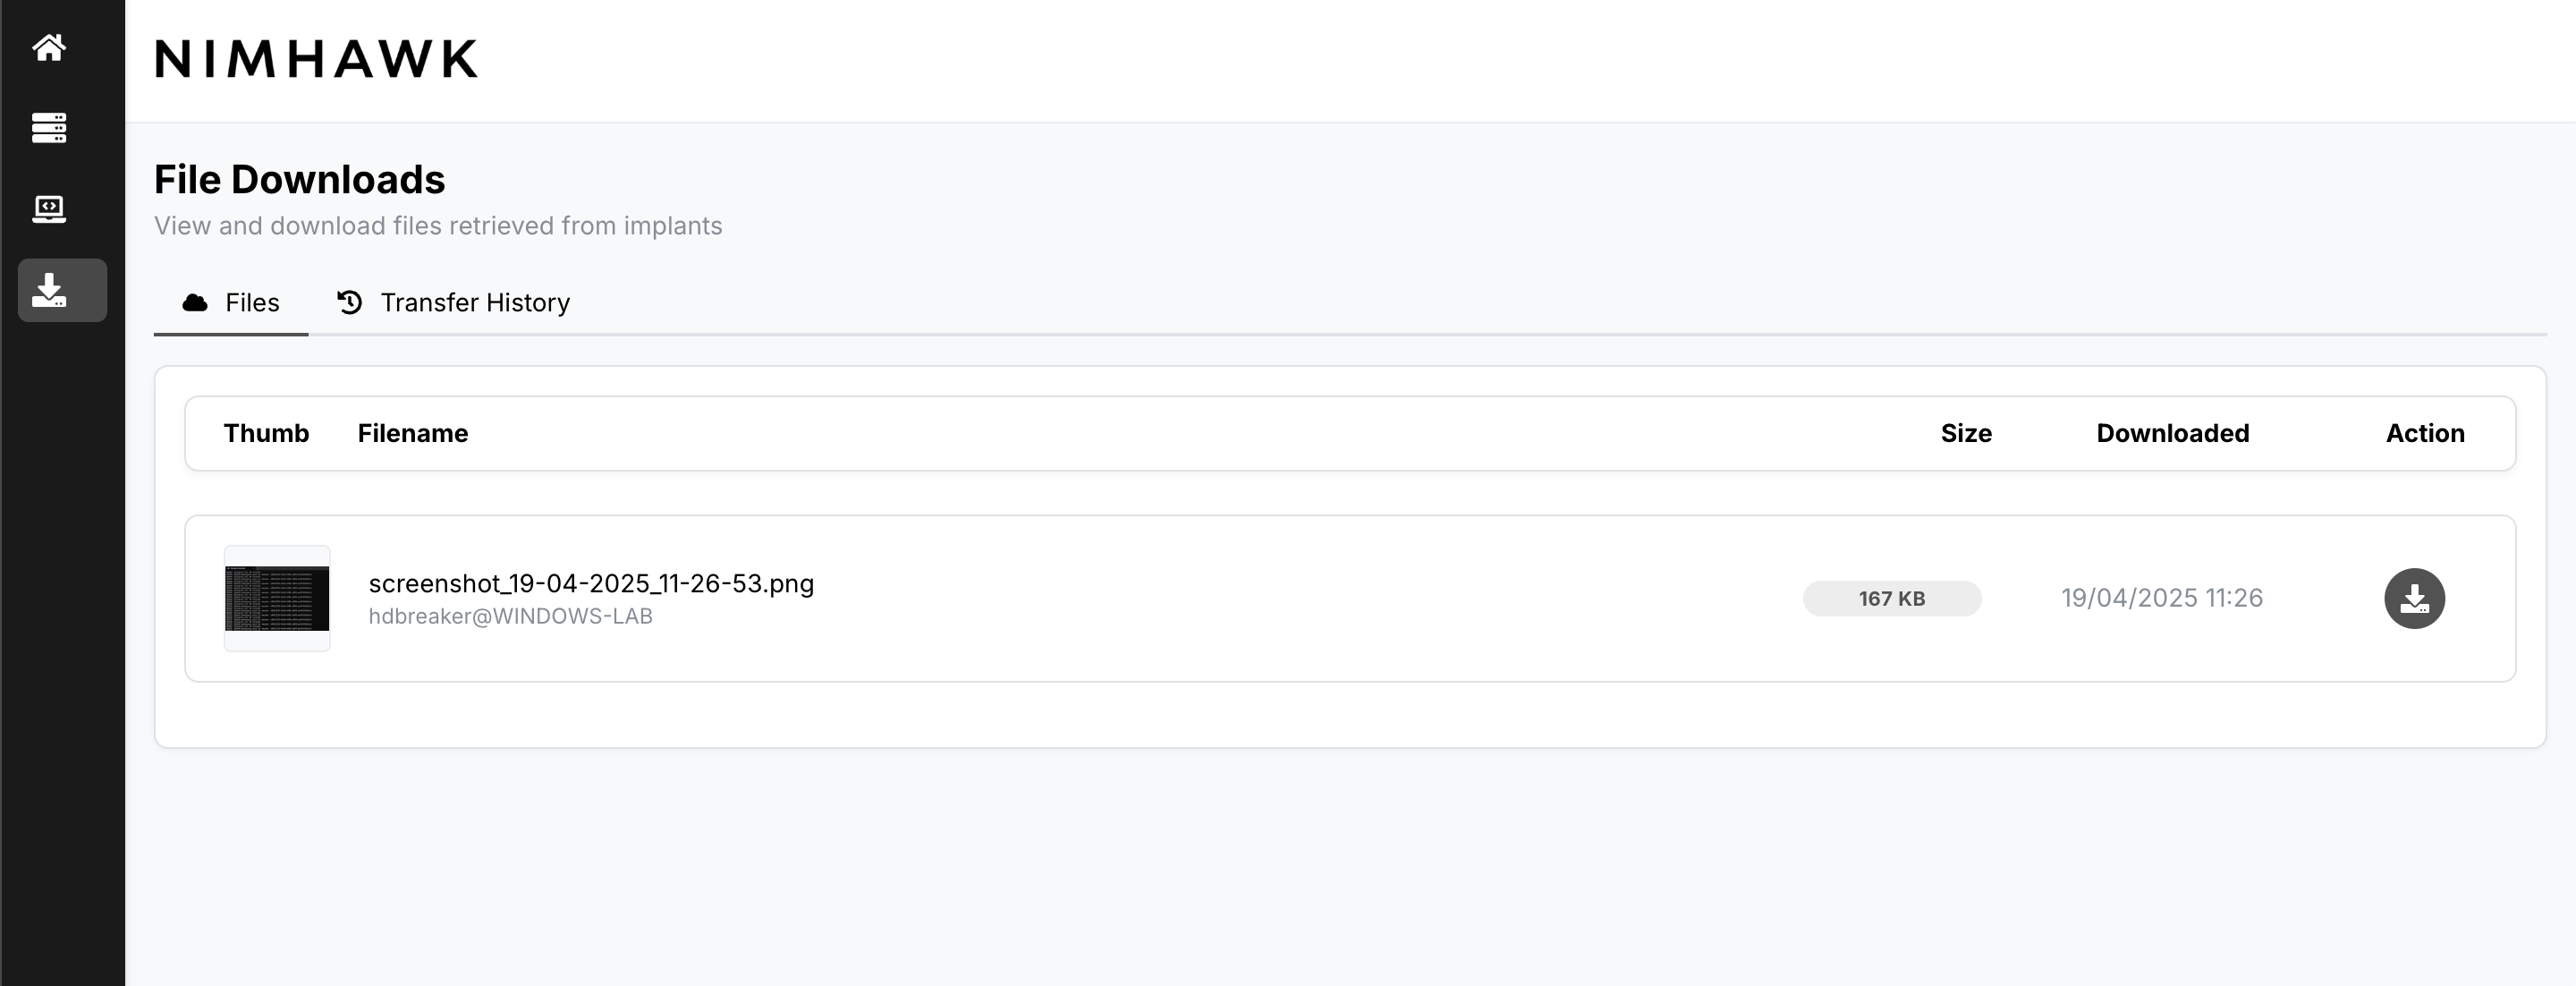 NIMHAWK
File Downloads
View and download files retrieved from implants
Files
Transfer History
Thumb Filename Size Downloaded Action
screenshot_19-04-2025_11-26-53.png
hdbreaker@WINDOWS-LAB
167 KB
19/04/2025 11:26